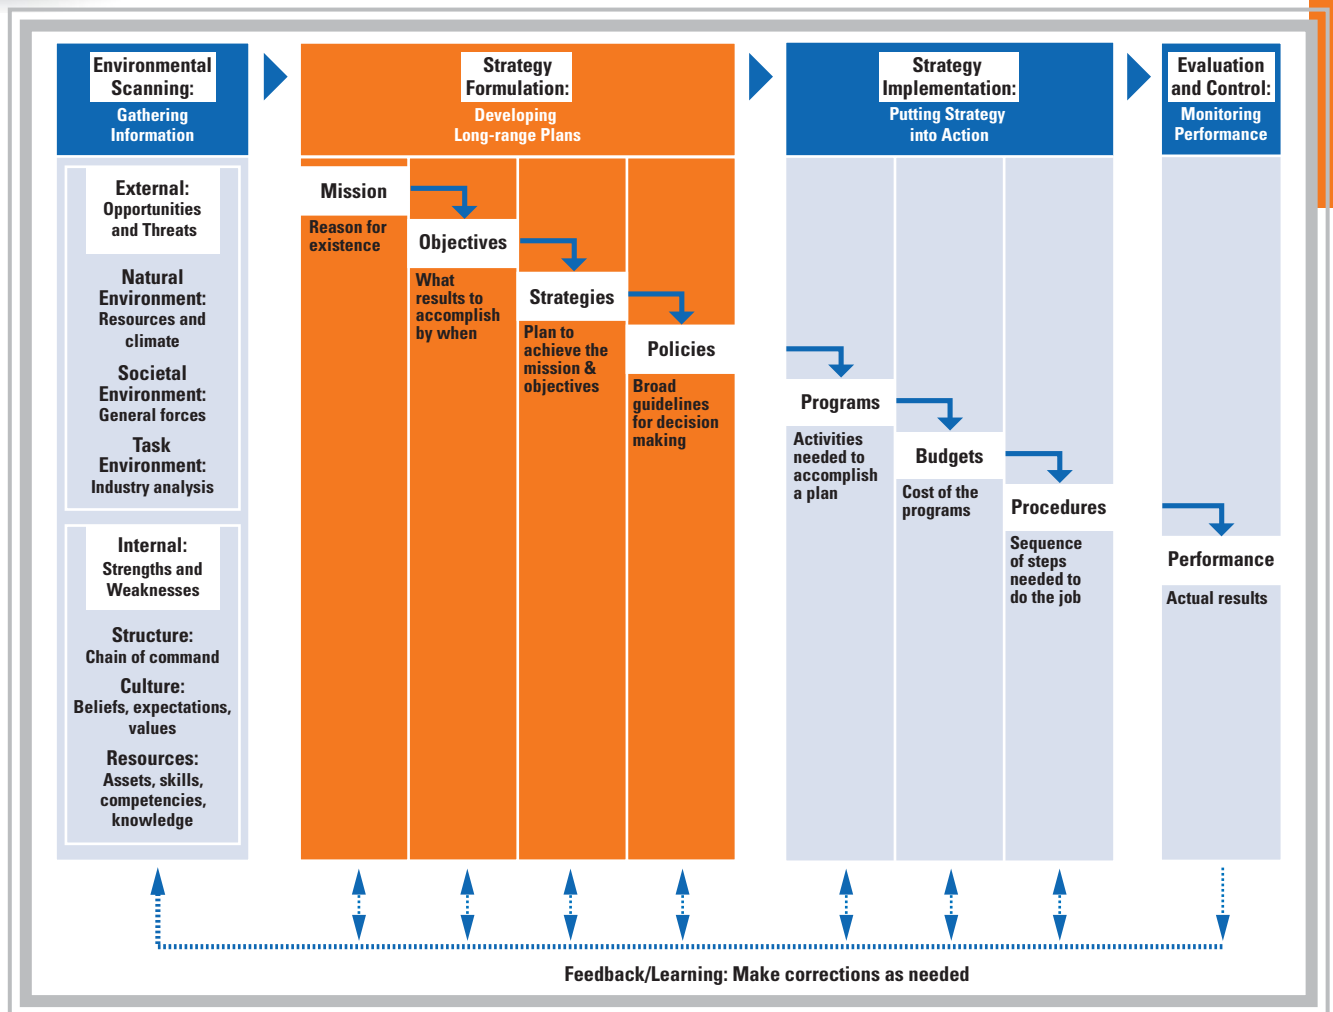 Environmental
Scanning:
Gathering
Information
External:
Opportunities
and Threats
Natural
Environment:
Resources and
climate
Societal
Environment:
General forces
Task
Environment:
Industry analysis
Internal:
Strengths and
Weaknesses
Structure:
Chain of command
Culture:
Beliefs, expectations,
values
Resources:
Assets, skills,
competencies,
knowledge
Strategy
Formulation:
Developing
Long-range Plans
Mission
Reason for
existence
Objectives
What
results to
accomplish
by when
Strategies
Plan to
achieve the
mission &
objectives
Policies
Broad
guidelines
for decision
making
Strategy
Implementation:
Putting Strategy
into Action
Programs
Activities
needed to
accomplish
a plan
Budgets
Cost of the
programs
Procedures
Sequence
of steps
needed to
do the job
Evaluation
and Control:
Monitoring
Performance
Performance
Actual results
Feedback/Learning: Make corrections as needed